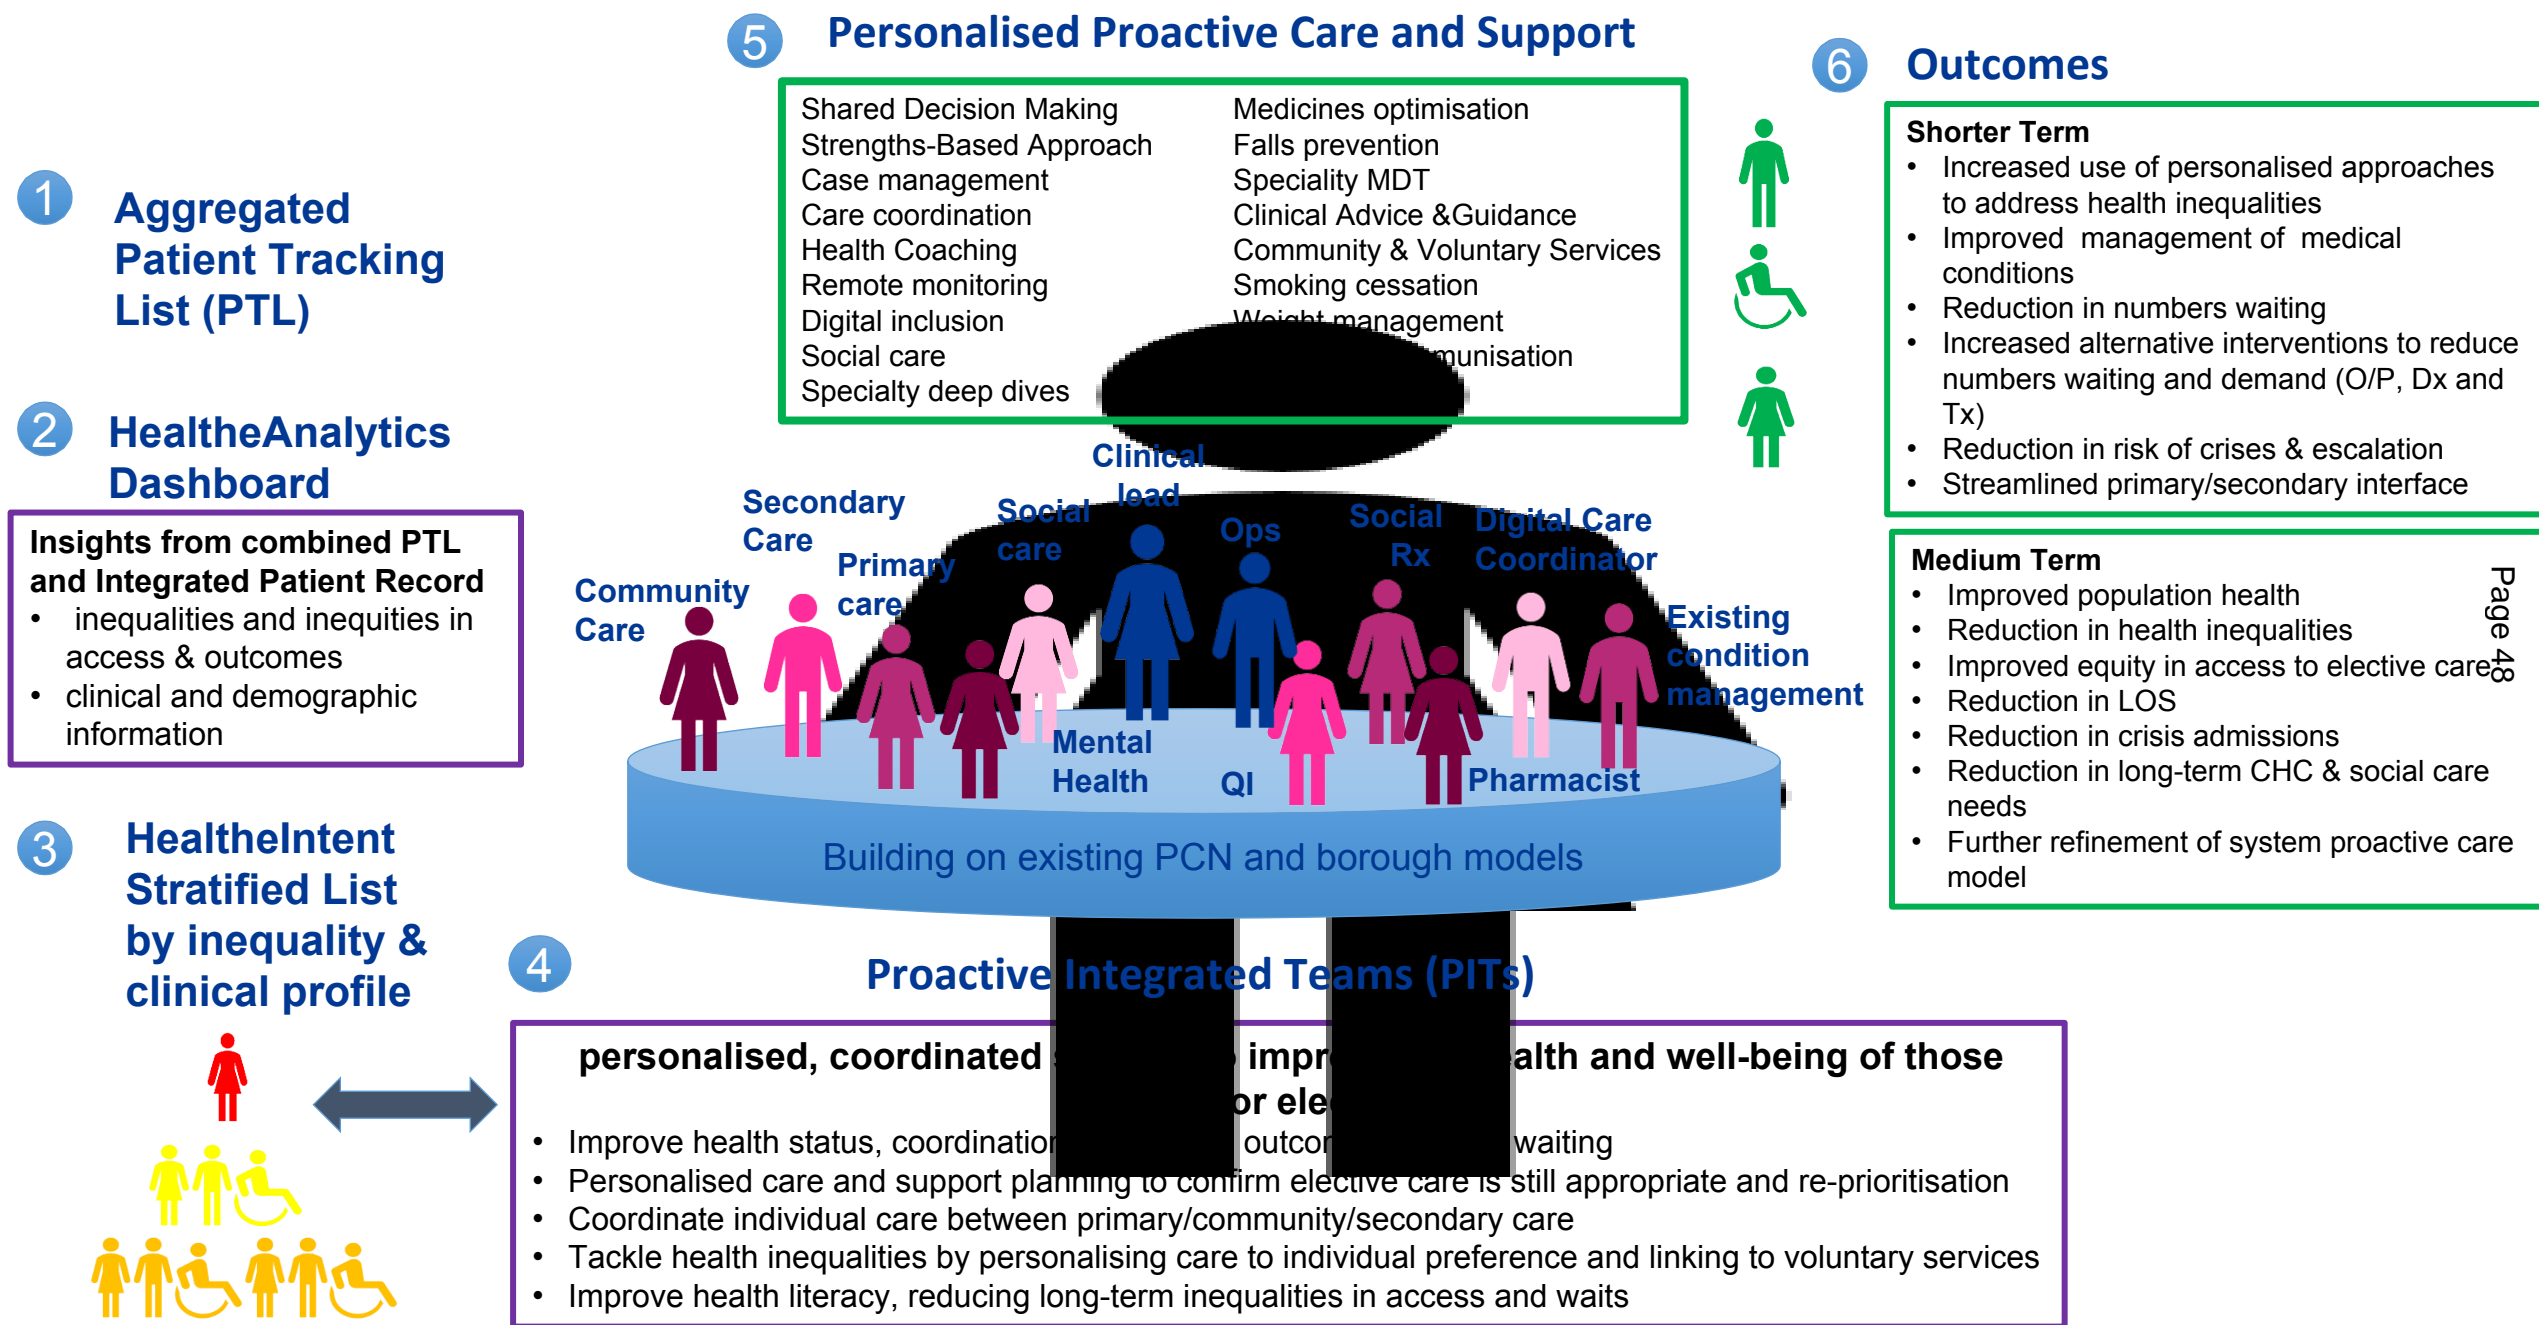 1
Aggregated
Patient Tracking
List (PTL)
2
HealtheAnalytics
Dashboard
Insights from combined PTL
and Integrated Patient Record
• inequalities and inequities in
access & outcomes
• clinical and demographic
information
3
HealtheIntent
Stratified List
by inequality &
clinical profile
4
Proactive Integrated Teams (PITs)
personalised, coordinated impr alth and well-being of those
or ele
• Improve health status, coordination outcom waiting
• Personalised care and support planning to confirm elective care is still appropriate and re-prioritisation
• Coordinate individual care between primary/community/secondary care
• Tackle health inequalities by personalising care to individual preference and linking to voluntary services
• Improve health literacy, reducing long-term inequalities in access and waits
Community
Care
Secondary
Care
Primary
care
Social
care
Clinical
lead
Ops
Social
Rx
Digital Care
Coordinator
Existing
condition
management
Mental
Health
QI
Pharmacist
Building on existing PCN and borough models
5
Personalised Proactive Care and Support
Shared Decision Making
Strengths-Based Approach
Case management
Care coordination
Health Coaching
Remote monitoring
Digital inclusion
Social care
Specialty deep dives
Medicines optimisation
Falls prevention
Speciality MDT
Clinical Advice &Guidance
Community & Voluntary Services
Smoking cessation
Weight management
munisation
6
Outcomes
Shorter Term
• Increased use of personalised approaches
to address health inequalities
• Improved management of medical
conditions
• Reduction in numbers waiting
• Increased alternative interventions to reduce
numbers waiting and demand (O/P, Dx and
Tx)
• Reduction in risk of crises & escalation
• Streamlined primary/secondary interface
Medium Term
• Improved population health
• Reduction in health inequalities
• Improved equity in access to elective care
• Reduction in LOS
• Reduction in crisis admissions
• Reduction in long-term CHC & social care
needs
• Further refinement of system proactive care
model
Page 48